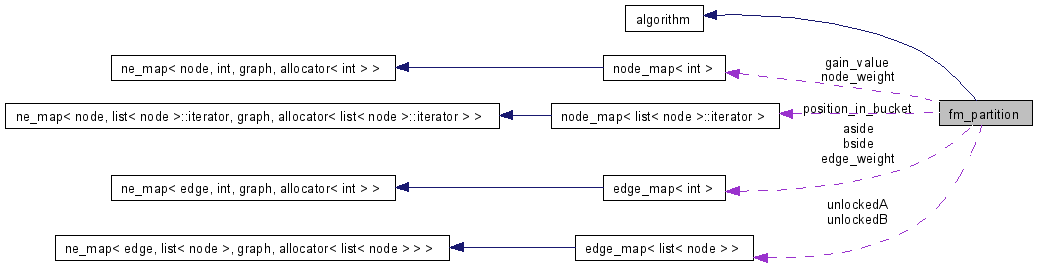 algorithm
ne_map< node, int, graph, allocator< int > >
node_map< int >
gain_value
node_weight
fm_partition
ne_map< node, list< node >::iterator, graph, allocator< list< node >::iterator > >
node_map< list< node >::iterator >
position_in_bucket
aside
bside
edge_weight
ne_map< edge, int, graph, allocator< int > >
edge_map< int >
unlockedA
unlockedB
ne_map< edge, list< node >, graph, allocator< list< node > > >
edge_map< list< node > >